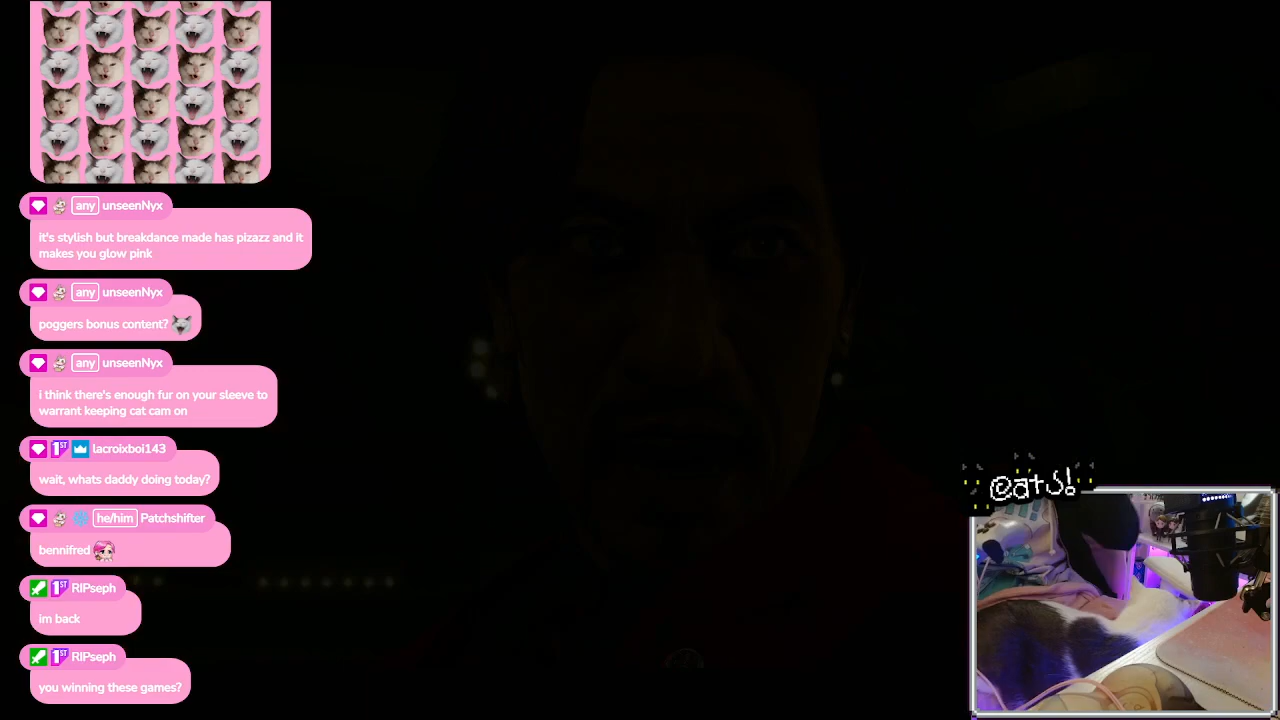 any unseenNyx
it's stylish but breakdance made has pizazz and it
makes you glow pink
any unseenNyx
poggers bonus content?
any unseenNyx
i think there's enough fur on your sleeve to
warrant keeping cat cam on
1ST lacroixboi143
wait, whats daddy doing today?
he/him Patchshifter
bennifred
1ST RIPseph
im back
1ST RIPseph
you winning these games?
Cats!